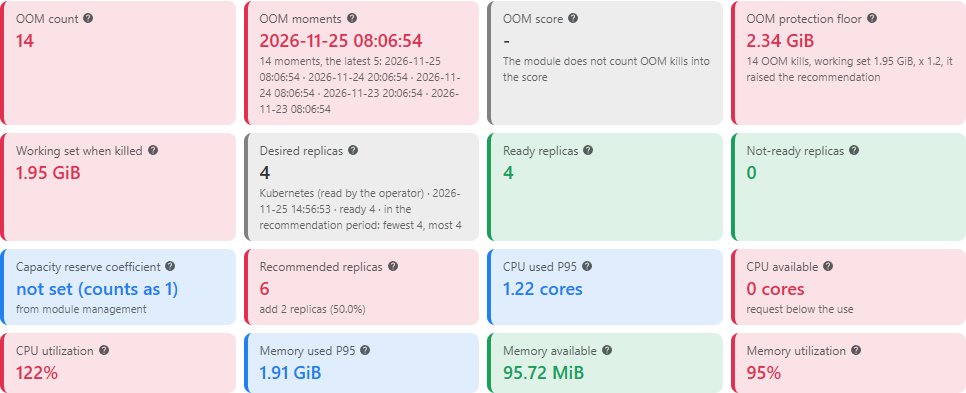 OOM count
14
OOM moments
2026-11-25 08:06:54
14 moments, the latest 5: 2026-11-25
08:06:54 · 2026-11-24 20:06:54 · 2026-11-
24 08:06:54 · 2026-11-23 20:06:54 · 2026-
11-23 08:06:54
OOM score
-
The module does not count OOM kills into
the score
OOM protection floor
2.34 GiB
14 OOM kills, working set 1.95 GiB, x 1.2, it
raised the recommendation
Working set when killed
1.95 GiB
Desired replicas
4
Kubernetes (read by the operator) · 2026-
11-25 14:56:53 · ready 4 · in the
recommendation period: fewest 4, most 4
Ready replicas
4
Not-ready replicas
0
Capacity reserve coefficient
not set (counts as 1)
from module management
Recommended replicas
6
add 2 replicas (50.0%)
CPU used P95
1.22 cores
CPU available
0 cores
request below the use
CPU utilization
122%
Memory used P95
1.91 GiB
Memory available
95.72 MiB
Memory utilization
95%